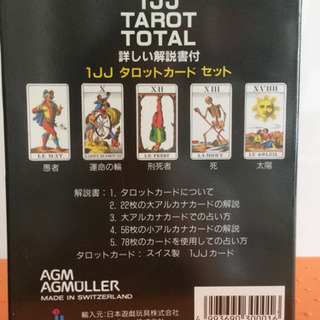 1JJ
TAROT
TOTAL
詳しい解説書付
1JJ タロットカード セット
X
XII
XIII
XVIIII
LE MAT
LE PENDU
LA MORT
LE SOLEIL
愚者
運命の輪
刑死者
死
太陽
解説書：1. タロットカードについて
2. 22枚の大アルカナカードの解説
3. 大アルカナカードでの占い方
4. 56枚の小アルカナカードの解説
5. 78枚のカードを使用しての占い方
タロットカード：スイス製 1JJカード
AGM
AGMÜLLER
MADE IN SWITZERLAND
輸入元：日本遊戯玩具株式会社
4 993690 300016